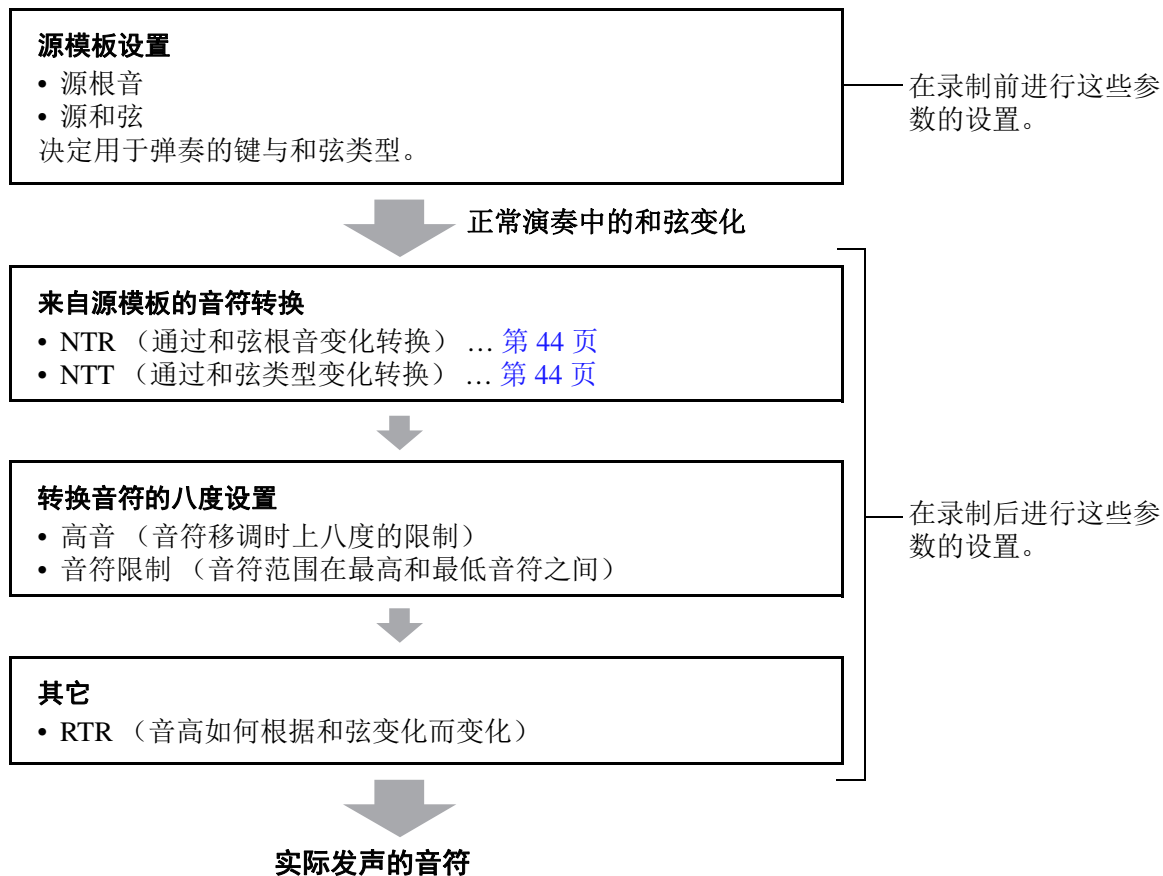 源模板设置
• 源根音
• 源和弦
决定用于弹奏的键与和弦类型。
在录制前进行这些参
数的设置。
正常演奏中的和弦变化
来自源模板的音符转换
• NTR （通过和弦根音变化转换） … 第 44 页
• NTT （通过和弦类型变化转换） … 第 44 页
转换音符的八度设置
• 高音 （音符移调时上八度的限制）
• 音符限制 （音符范围在最高和最低音符之间）
在录制后进行这些参
数的设置。
其它
• RTR （音高如何根据和弦变化而变化）
实际发声的音符